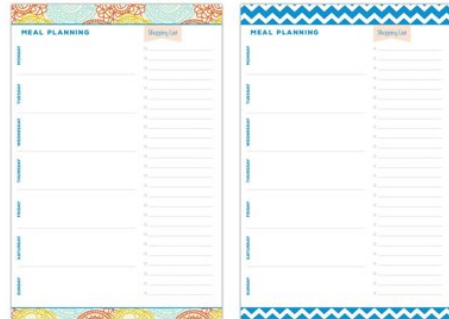 MEAL PLANNING
Shopping List
MONDAY
TUESDAY
WEDNESDAY
THURSDAY
FRIDAY
SATURDAY
SUNDAY
MEAL PLANNING
Shopping List
MONDAY
TUESDAY
WEDNESDAY
THURSDAY
FRIDAY
SATURDAY
SUNDAY